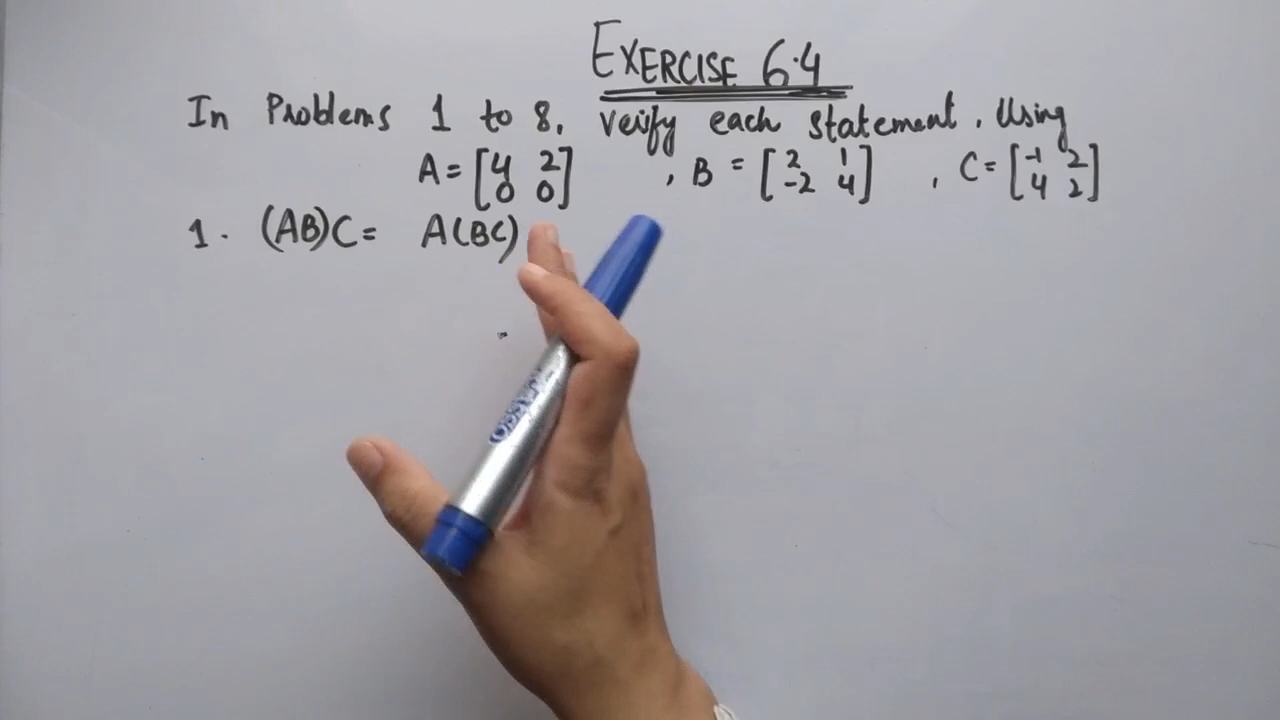 EXERCISE 6.4
In Problems 1 to 8, verify each statement, Using
A = [4 2 0 0] , B = [2 1 -2 4] , C = [-1 2 4 2]
1. (AB)C = A(BC)